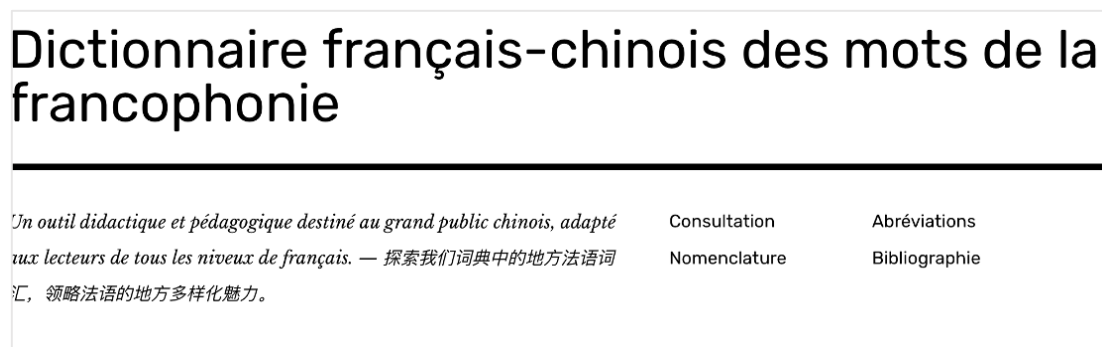 Dictionnaire français-chinois des mots de la
francophonie
Un outil didactique et pédagogique destiné au grand public chinois, adapté
aux lecteurs de tous les niveux de français. — 探索我们词典中的地方法语词
汇，领略法语的地方多样化魅力。
Consultation
Nomenclature
Abréviations
Bibliographie